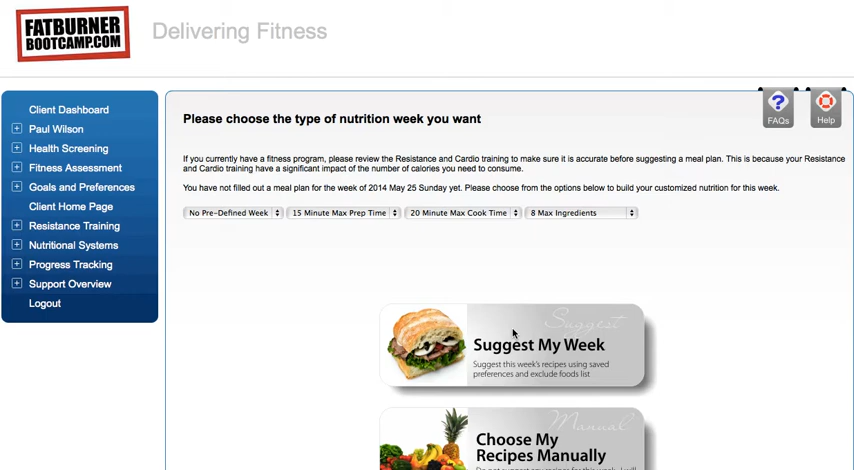 FATBURNER
BOOTCAMP.COM
Delivering Fitness
Client Dashboard
Paul Wilson
Health Screening
Fitness Assessment
Goals and Preferences
Client Home Page
Resistance Training
Nutritional Systems
Progress Tracking
Support Overview
Logout
Please choose the type of nutrition week you want
FAQs
Help
If you currently have a fitness program, please review the Resistance and Cardio training to make sure it is accurate before suggesting a meal plan. This is because your Resistance
and Cardio training have a significant impact of the number of calories you need to consume.
You have not filled out a meal plan for the week of 2014 May 25 Sunday yet. Please choose from the options below to build your customized nutrition for this week.
No Pre-Defined Week
15 Minute Max Prep Time
20 Minute Max Cook Time
8 Max Ingredients
Suggest
Suggest My Week
Suggest this week's recipes using saved
preferences and exclude foods list
Manual
Choose My
Recipes Manually